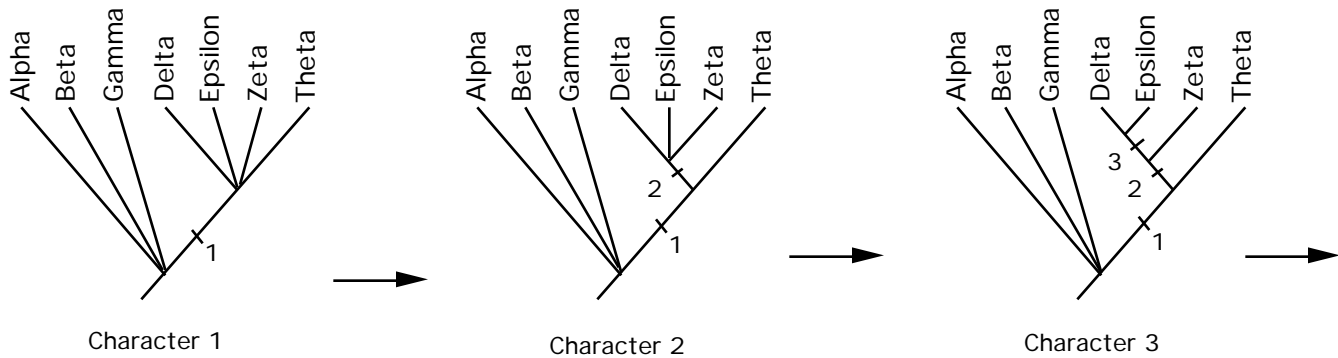 Alpha Beta Gamma Delta Epsilon Zeta Theta
1
Character 1
Alpha Beta Gamma Delta Epsilon Zeta Theta
2
1
Character 2
Alpha Beta Gamma Delta Epsilon Zeta Theta
3
2
1
Character 3